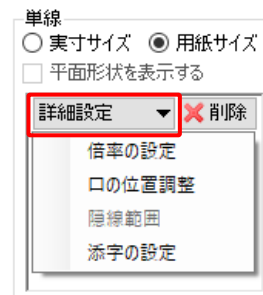 単線
実寸サイズ 用紙サイズ
平面形状を表示する
詳細設定 削除
倍率の設定
口の位置調整
隠線範囲
添字の設定